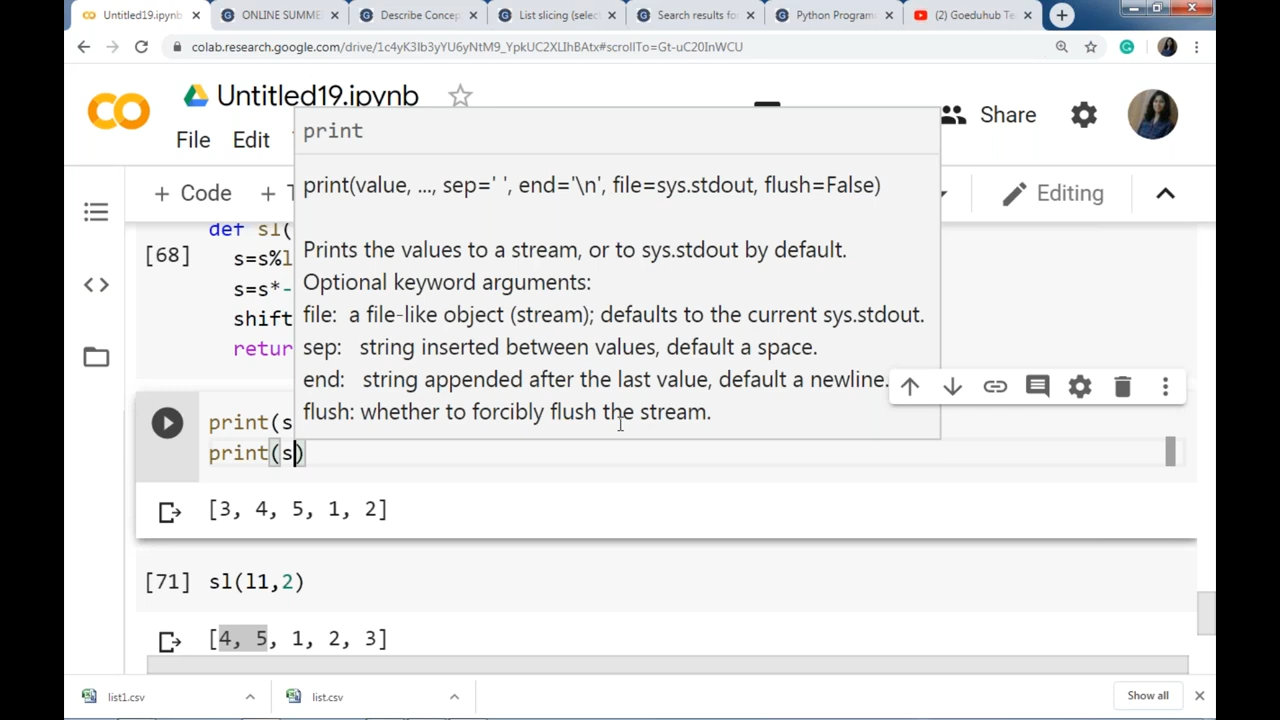 Untitled19.ipynb
ONLINE SUMME
Describe Concep
List slicing (selec
Search results fo
Python Program
(2) Goeduhub Te
colab.research.google.com/drive/1c4yK3Ib3yYU6yNtM9_YpkUC2XLIhBAtx#scrollTo=Gt-uC20InWCU
Untitled19.ipynb
Share
File Edit
+ Code + T
Editing
print
print(value, ..., sep=' ', end='\n', file=sys.stdout, flush=False)
Prints the values to a stream, or to sys.stdout by default.
Optional keyword arguments:
file: a file-like object (stream); defaults to the current sys.stdout.
sep: string inserted between values, default a space.
end: string appended after the last value, default a newline.
flush: whether to forcibly flush the stream.
def sl(
[68]
s=s%l
s=s*-
shift
return
print(s
print(s)
[3, 4, 5, 1, 2]
[71] sl(l1,2)
[4, 5, 1, 2, 3]
list1.csv
list.csv
Show all